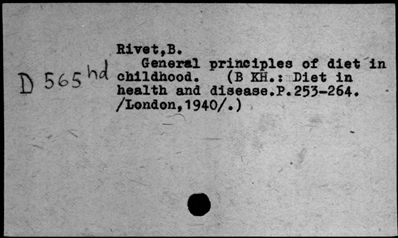 Rivet,B.
General principles of diet in
D 565 hd childhood. (B KH.: Diet in
health and disease.P.253-264.
/London,1940/.)